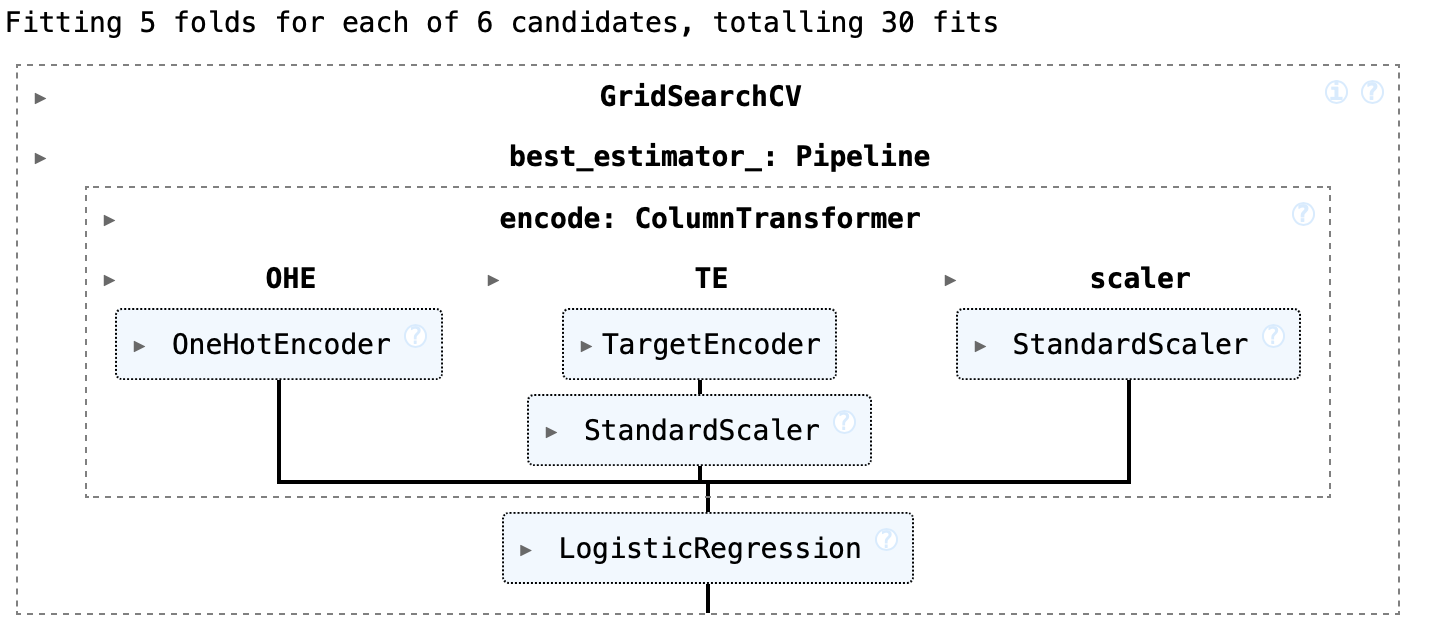 Fitting 5 folds for each of 6 candidates, totalling 30 fits
GridSearchCV
i ?
best_estimator_: Pipeline
encode: ColumnTransformer
?
OHE
TE
scaler
OneHotEncoder ?
TargetEncoder
StandardScaler ?
StandardScaler ?
LogisticRegression ?